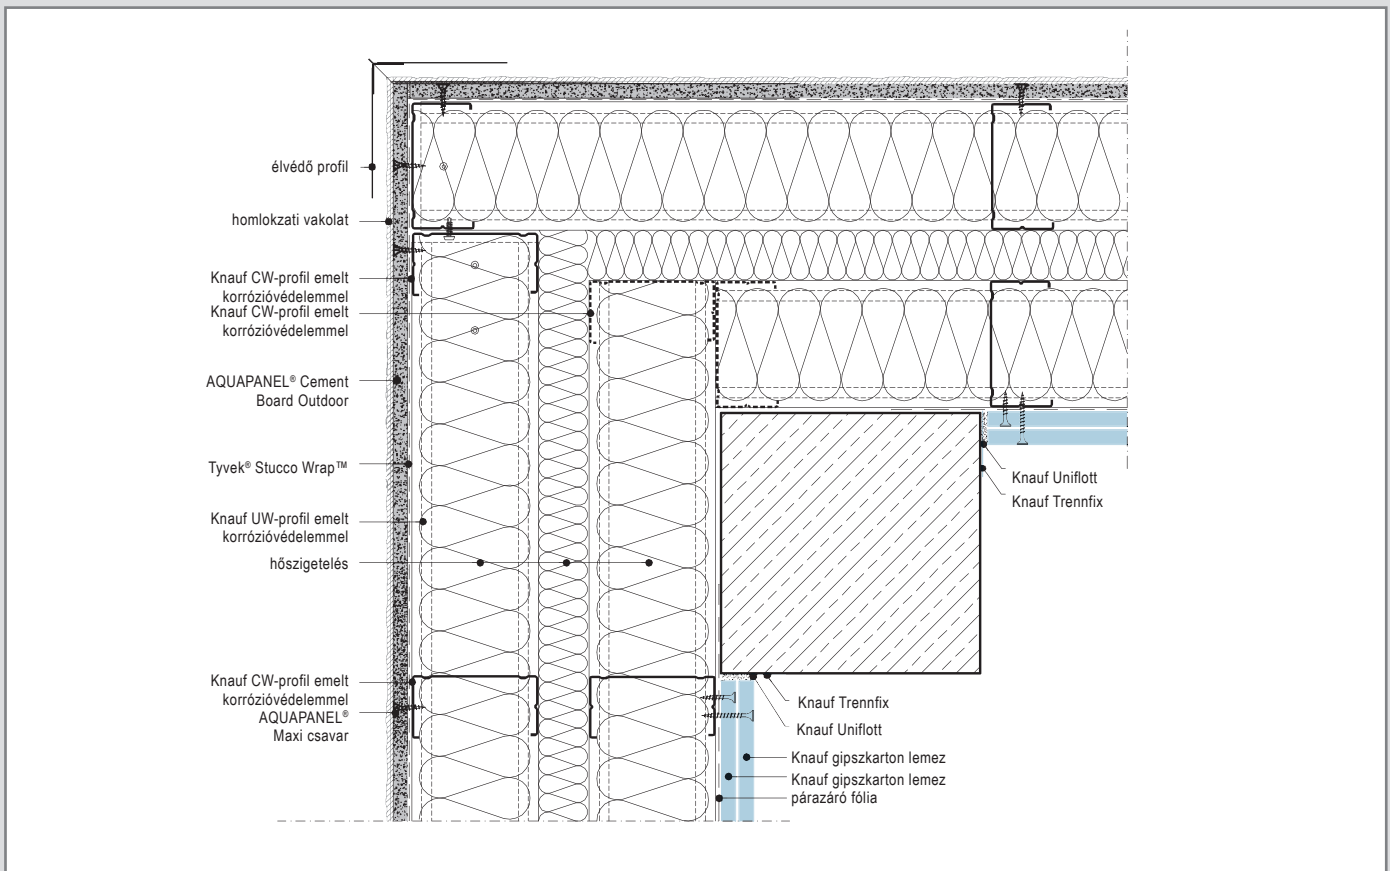 élvédő profil
homlokzati vakolat
Knauf CW-profil emelt
korrózióvédelemmel
Knauf CW-profil emelt
korrózióvédelemmel
AQUAPANEL® Cement
Board Outdoor
Tyvek® Stucco Wrap™
Knauf UW-profil emelt
korrózióvédelemmel
hőszigetelés
Knauf CW-profil emelt
korrózióvédelemmel
AQUAPANEL®
Maxi csavar
Knauf Uniflott
Knauf Trennfix
Knauf Trennfix
Knauf Uniflott
Knauf gipszkarton lemez
Knauf gipszkarton lemez
párazáró fólia